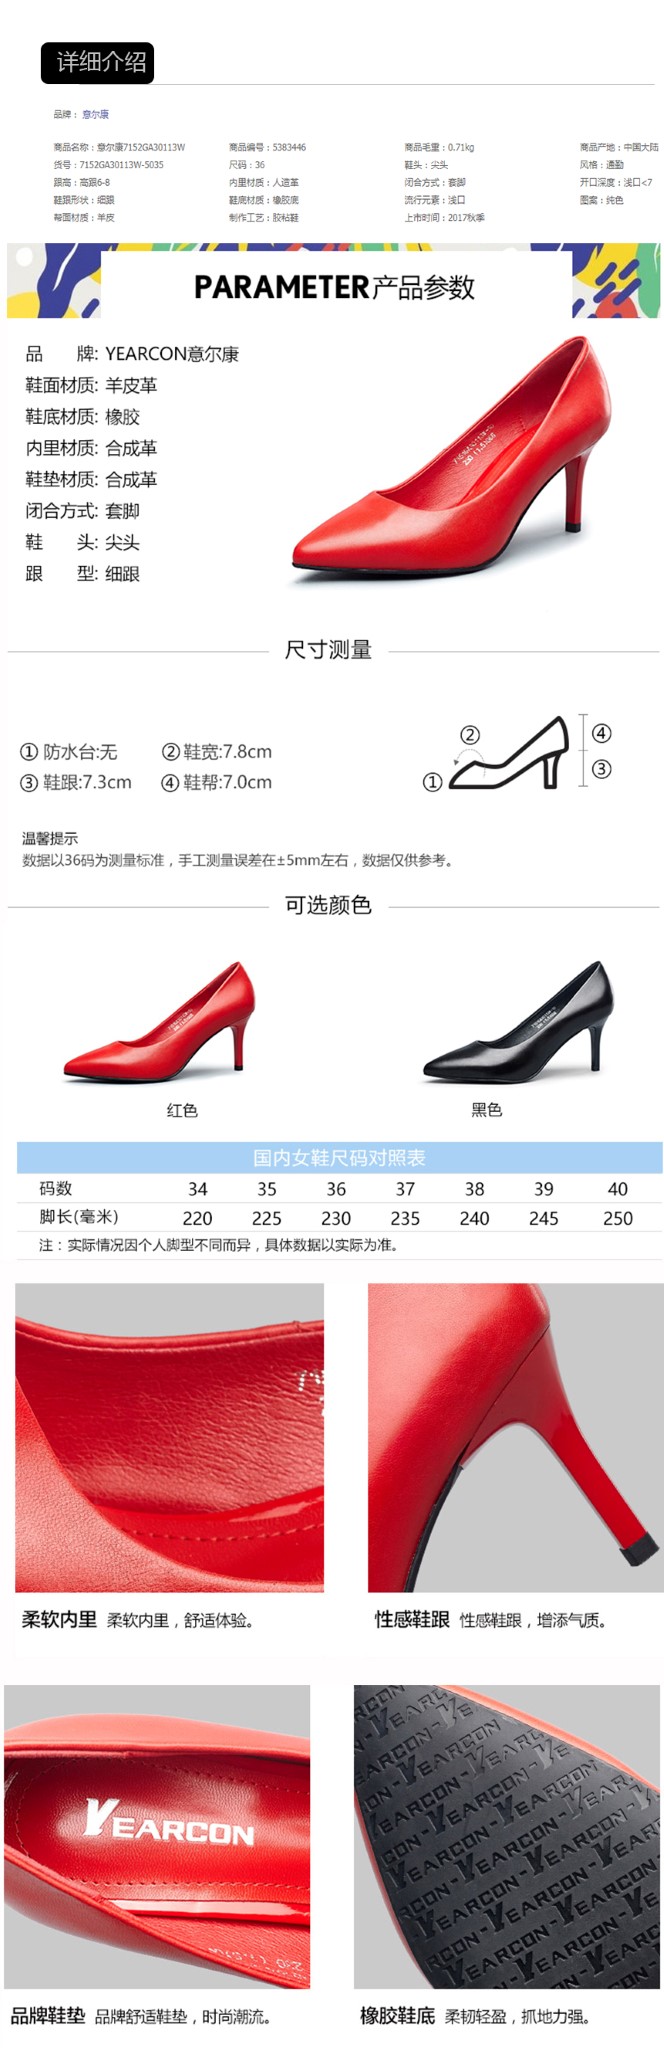 详细介绍
品牌： 意尔康
商品名称：意尔康7152GA30113W 商品编号：5383446 商品毛重：0.71kg 商品产地：中国大陆
货号：7152GA30113W-5035 尺码：36 鞋头：尖头 风格：通勤
跟高：高跟6-8 内里材质：人造革 闭合方式：套脚 开口深度：浅口<7
鞋跟形状：细跟 鞋底材质：橡胶底 流行元素：浅口 图案：纯色
帮面材质：羊皮 制作工艺：胶粘鞋 上市时间：2017秋季
PARAMETER产品参数
品 牌: YEARCON意尔康
鞋面材质: 羊皮革
鞋底材质: 橡胶
内里材质: 合成革
鞋垫材质: 合成革
闭合方式: 套脚
鞋 头: 尖头
跟 型: 细跟
尺寸测量
①防水台:无 ②鞋宽:7.8cm
③鞋跟:7.3cm ④鞋帮:7.0cm
② ④
① ③
温馨提示
数据以36码为测量标准，手工测量误差在±5mm左右，数据仅供参考。
可选颜色
红色 黑色
国内女鞋尺码对照表
码数 34 35 36 37 38 39 40
脚长(毫米) 220 225 230 235 240 245 250
注：实际情况因个人脚型不同而异，具体数据以实际为准。
柔软内里 柔软内里，舒适体验。
性感鞋跟 性感鞋跟，增添气质。
YEARCON
YEARCON-YEARCON-YEARCON
品牌鞋垫 品牌舒适鞋垫，时尚潮流。
橡胶鞋底 柔韧轻盈，抓地力强。